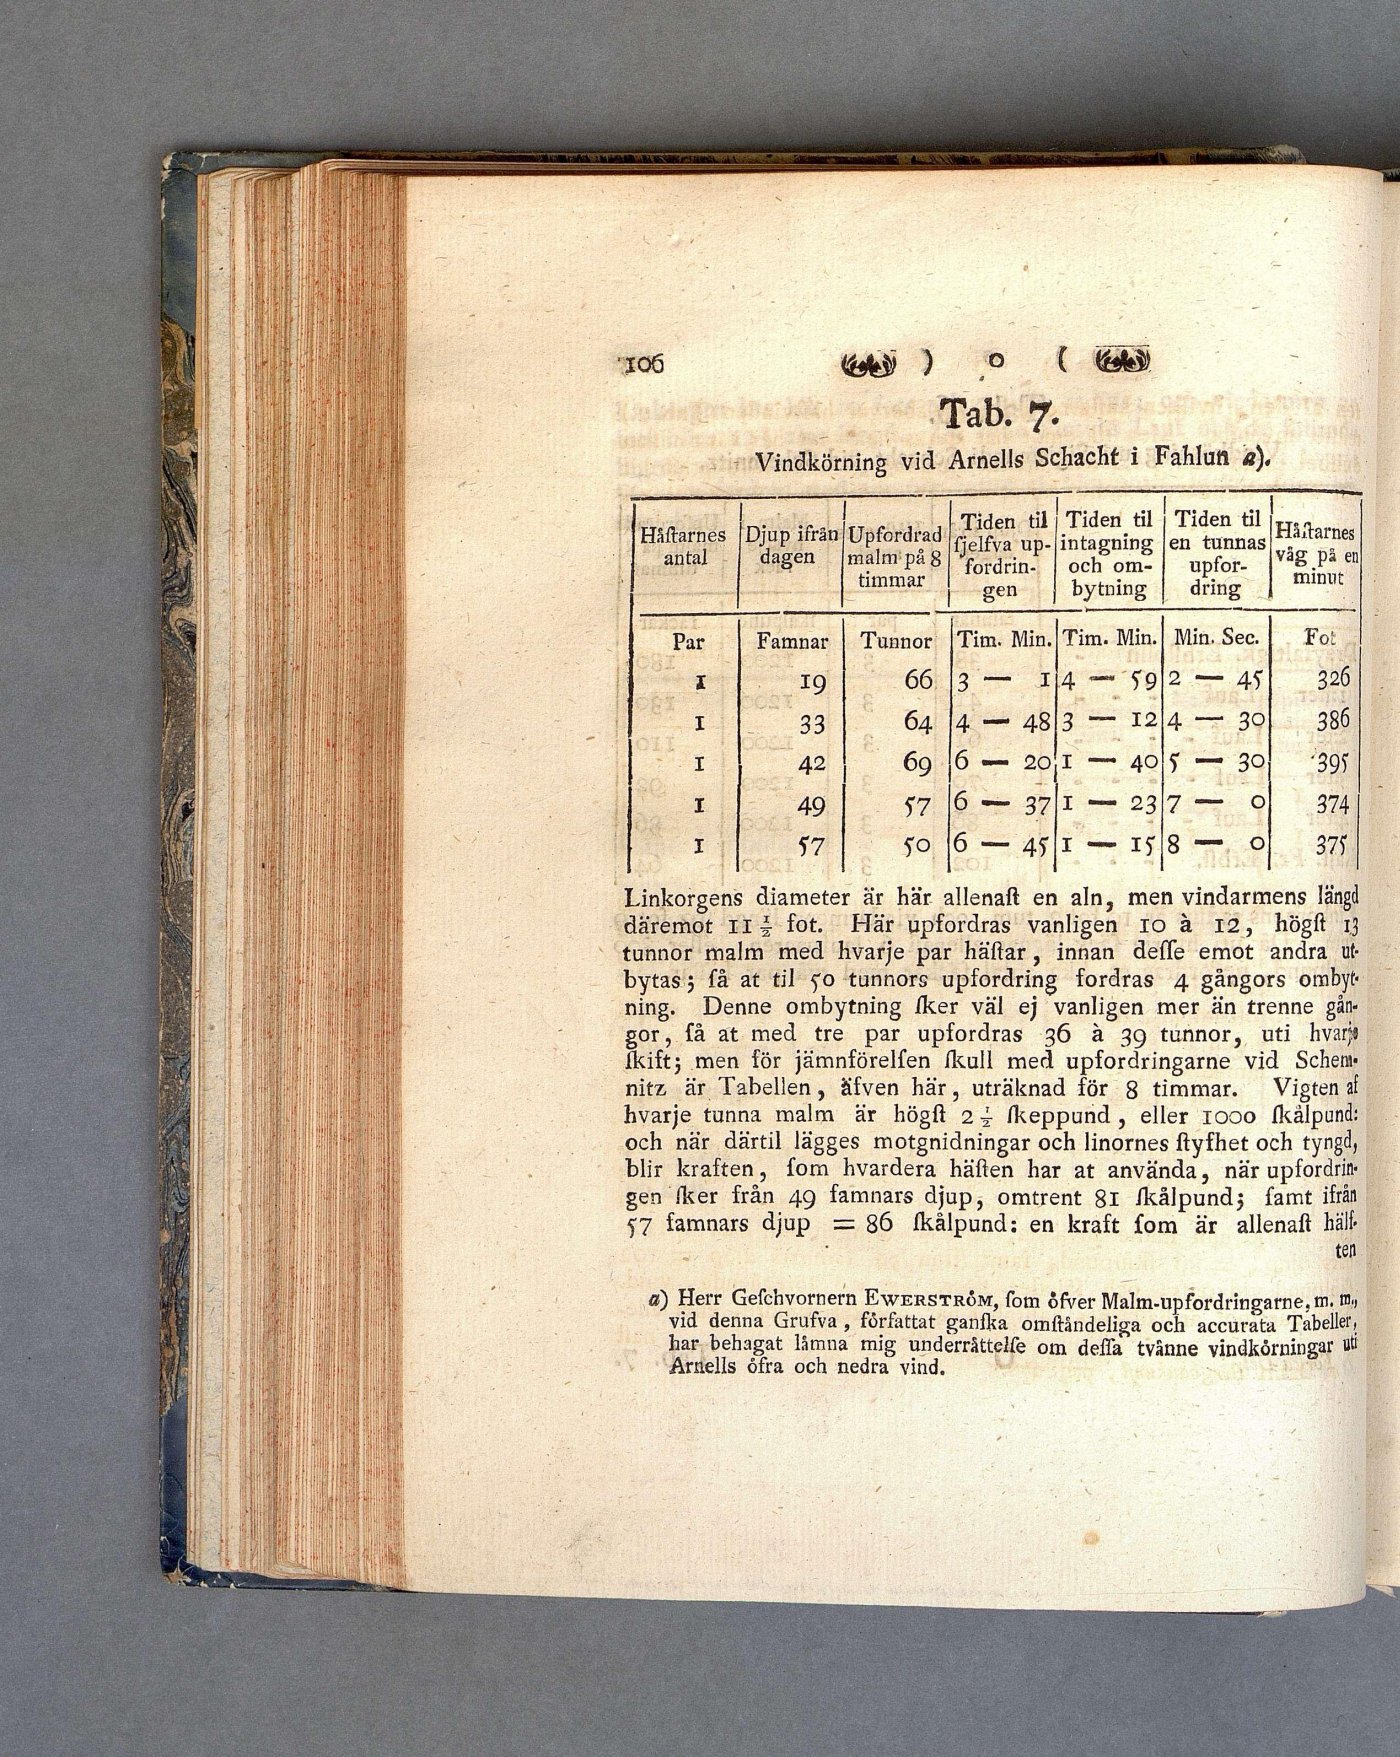 106 ) o (
Tab. 7.
Vindkörning vid Arnells Schacht i Fahlun a).
Håſtarnes antal | Djup ifrån dagen | Upfordrad malm på 8 timmar | Tiden til ſjelfva up-fordrin-gen | Tiden til intagning och om-bytning | Tiden til en tunnas upfor-dring | Håſtarnes våg på en minut
Par | Famnar | Tunnor | Tim. Min. | Tim. Min. | Min. Sec. | Fot
1 | 19 | 66 | 3 — 1 | 4 — 59 | 2 — 45 | 326
1 | 33 | 64 | 4 — 48 | 3 — 12 | 4 — 30 | 386
1 | 42 | 69 | 6 — 20 | 1 — 40 | 5 — 30 | 395
1 | 49 | 57 | 6 — 37 | 1 — 23 | 7 — 0 | 374
1 | 57 | 50 | 6 — 45 | 1 — 15 | 8 — 0 | 375
Linkorgens diameter är här allenaſt en aln, men vindarmens längd
däremot 11 ½ fot. Här upfordras vanligen 10 à 12, högſt 13
tunnor malm med hvarje par häſtar, innan deſſe emot andra ut-
bytas; ſå at til 50 tunnors upfordring fordras 4 gångors ombyt-
ning. Denne ombytning ſker väl ej vanligen mer än trenne gån-
gor, ſå at med tre par upfordras 36 à 39 tunnor, uti hvarje
ſkift; men för jämnförelſen ſkull med upfordringarne vid Schem-
nitz är Tabellen, äfven här, uträknad för 8 timmar. Vigten af
hvarje tunna malm är högſt 2 ½ ſkeppund, eller 1000 ſkålpund:
och när därtil lägges motgnidningar och linornes ſtyfhet och tyngd,
blir kraften, ſom hvardera häſten har at använda, när upfordrin-
gen ſker från 49 famnars djup, omtrent 81 ſkålpund; ſamt ifrån
57 famnars djup = 86 ſkålpund: en kraft ſom är allenaſt hälf-
ten
a) Herr Geſchvornern EWERSTRÖM, ſom öfver Malm-upfordringarne, m. m.,
vid denna Grufva, författat ganſka omſtåndeliga och accurata Tabeller,
har behagat låmna mig underråttelſe om deſſa tvånne vindkörningar uti
Arnells öfra och nedra vind.